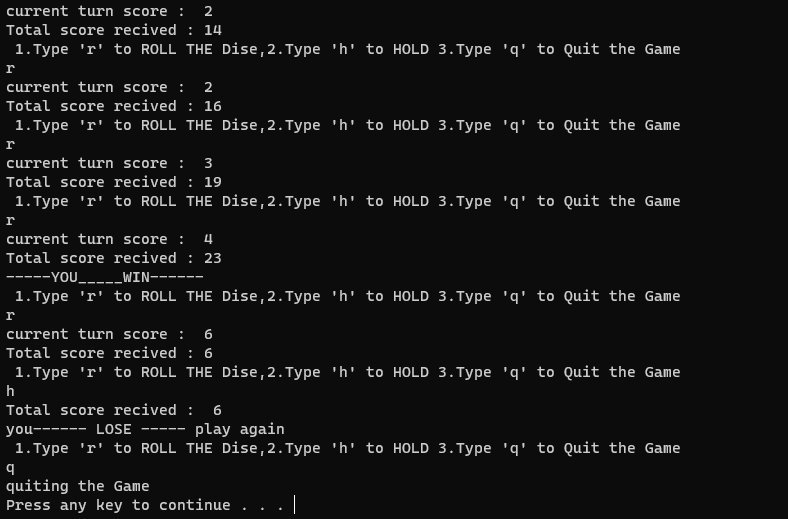 current turn score :  2
Total score recived : 14
 1.Type 'r' to ROLL THE Dise,2.Type 'h' to HOLD 3.Type 'q' to Quit the Game
r
current turn score :  2
Total score recived : 16
 1.Type 'r' to ROLL THE Dise,2.Type 'h' to HOLD 3.Type 'q' to Quit the Game
r
current turn score :  3
Total score recived : 19
 1.Type 'r' to ROLL THE Dise,2.Type 'h' to HOLD 3.Type 'q' to Quit the Game
r
current turn score :  4
Total score recived : 23
-----YOU_____WIN------
 1.Type 'r' to ROLL THE Dise,2.Type 'h' to HOLD 3.Type 'q' to Quit the Game
r
current turn score :  6
Total score recived : 6
 1.Type 'r' to ROLL THE Dise,2.Type 'h' to HOLD 3.Type 'q' to Quit the Game
h
Total score recived :  6
you------ LOSE ----- play again
 1.Type 'r' to ROLL THE Dise,2.Type 'h' to HOLD 3.Type 'q' to Quit the Game
q
quiting the Game
Press any key to continue . . .